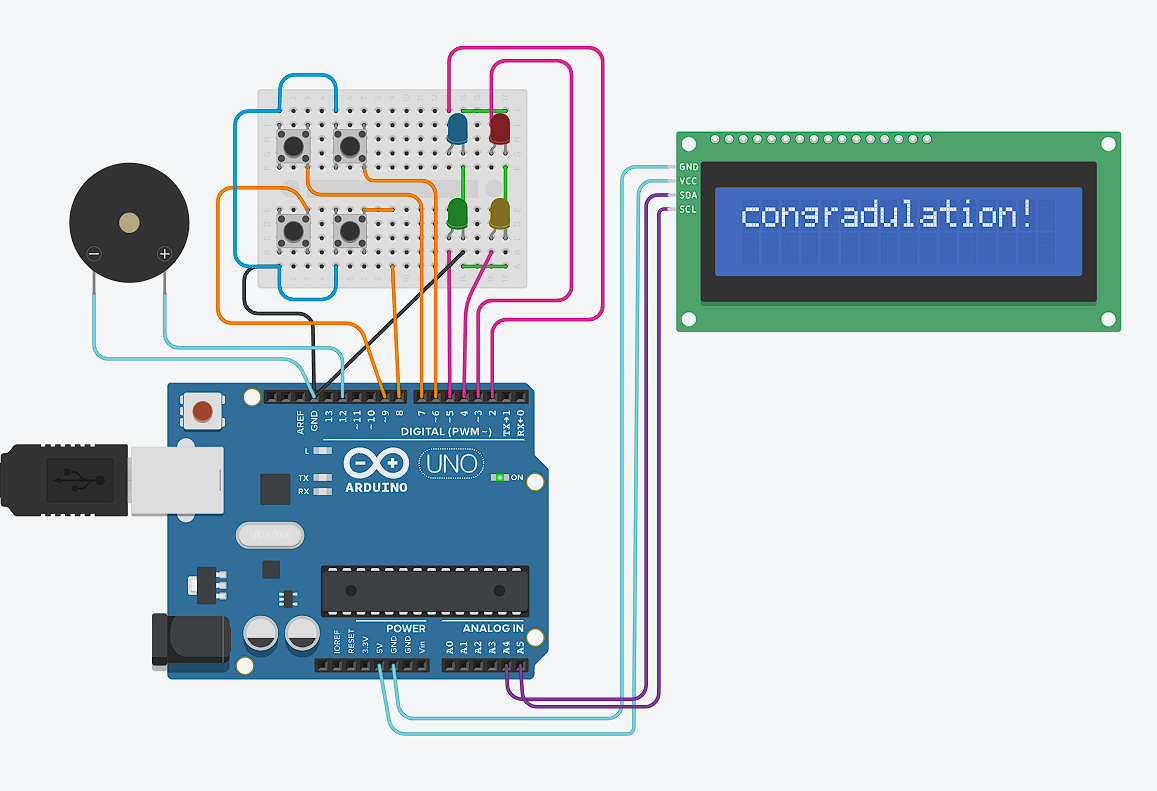 GND
VCC
SDA
SCL
congradulation!
AREF
GND
13
12
~11
~10
~9
8
7
~6
~5
4
~3
2
TX→1
RX←0
DIGITAL (PWM~)
L
TX
RX
ARDUINO
UNO
ON
POWER
ANALOG IN
IOREF
RESET
3.3V
5V
GND
GND
Vin
A0
A1
A2
A3
A4
A5